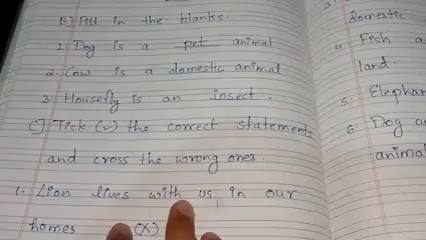 B) Fill in the blanks.
1. Dog is a pet animal
2. Cow is a domestic animal
3. Housefly is an insect.
C) Tick (✓) the correct statements
and cross the wrong ones.
1. Lion lives with us in our
homes (X)
3.
domestic
4. Fish
land.
5. Elephan
6. Dog
anima